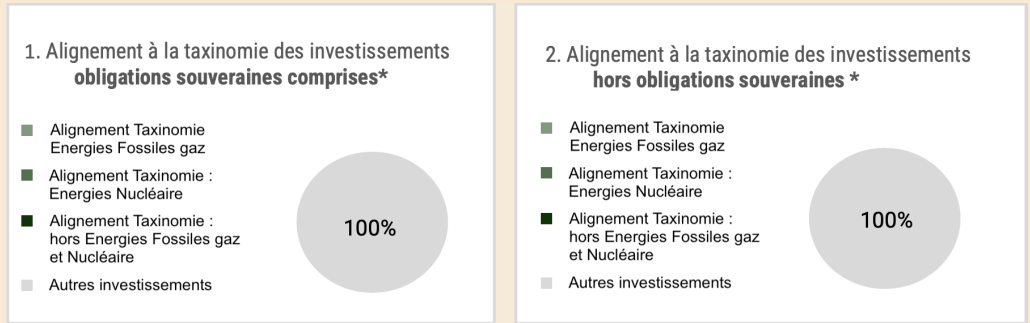 1. Alignement à la taxinomie des investissements
obligations souveraines comprises*
Alignement Taxinomie
Energies Fossiles gaz
Alignement Taxinomie :
Energies Nucléaire
Alignement Taxinomie :
hors Energies Fossiles gaz
et Nucléaire
Autres investissements
100%
2. Alignement à la taxinomie des investissements
hors obligations souveraines *
Alignement Taxinomie
Energies Fossiles gaz
Alignement Taxinomie :
Energies Nucléaire
Alignement Taxinomie :
hors Energies Fossiles gaz
et Nucléaire
Autres investissements
100%